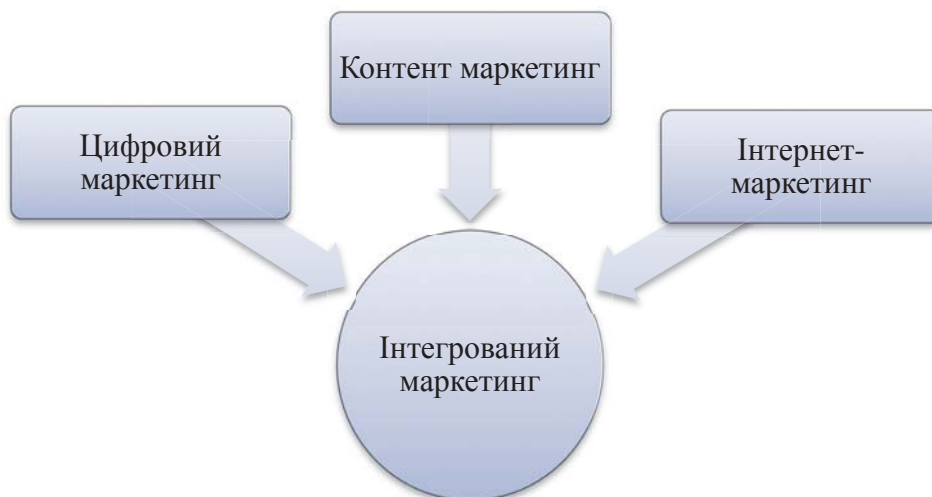 Контент маркетинг
Цифровий
маркетинг
Інтернет-
маркетинг
Інтегрований
маркетинг